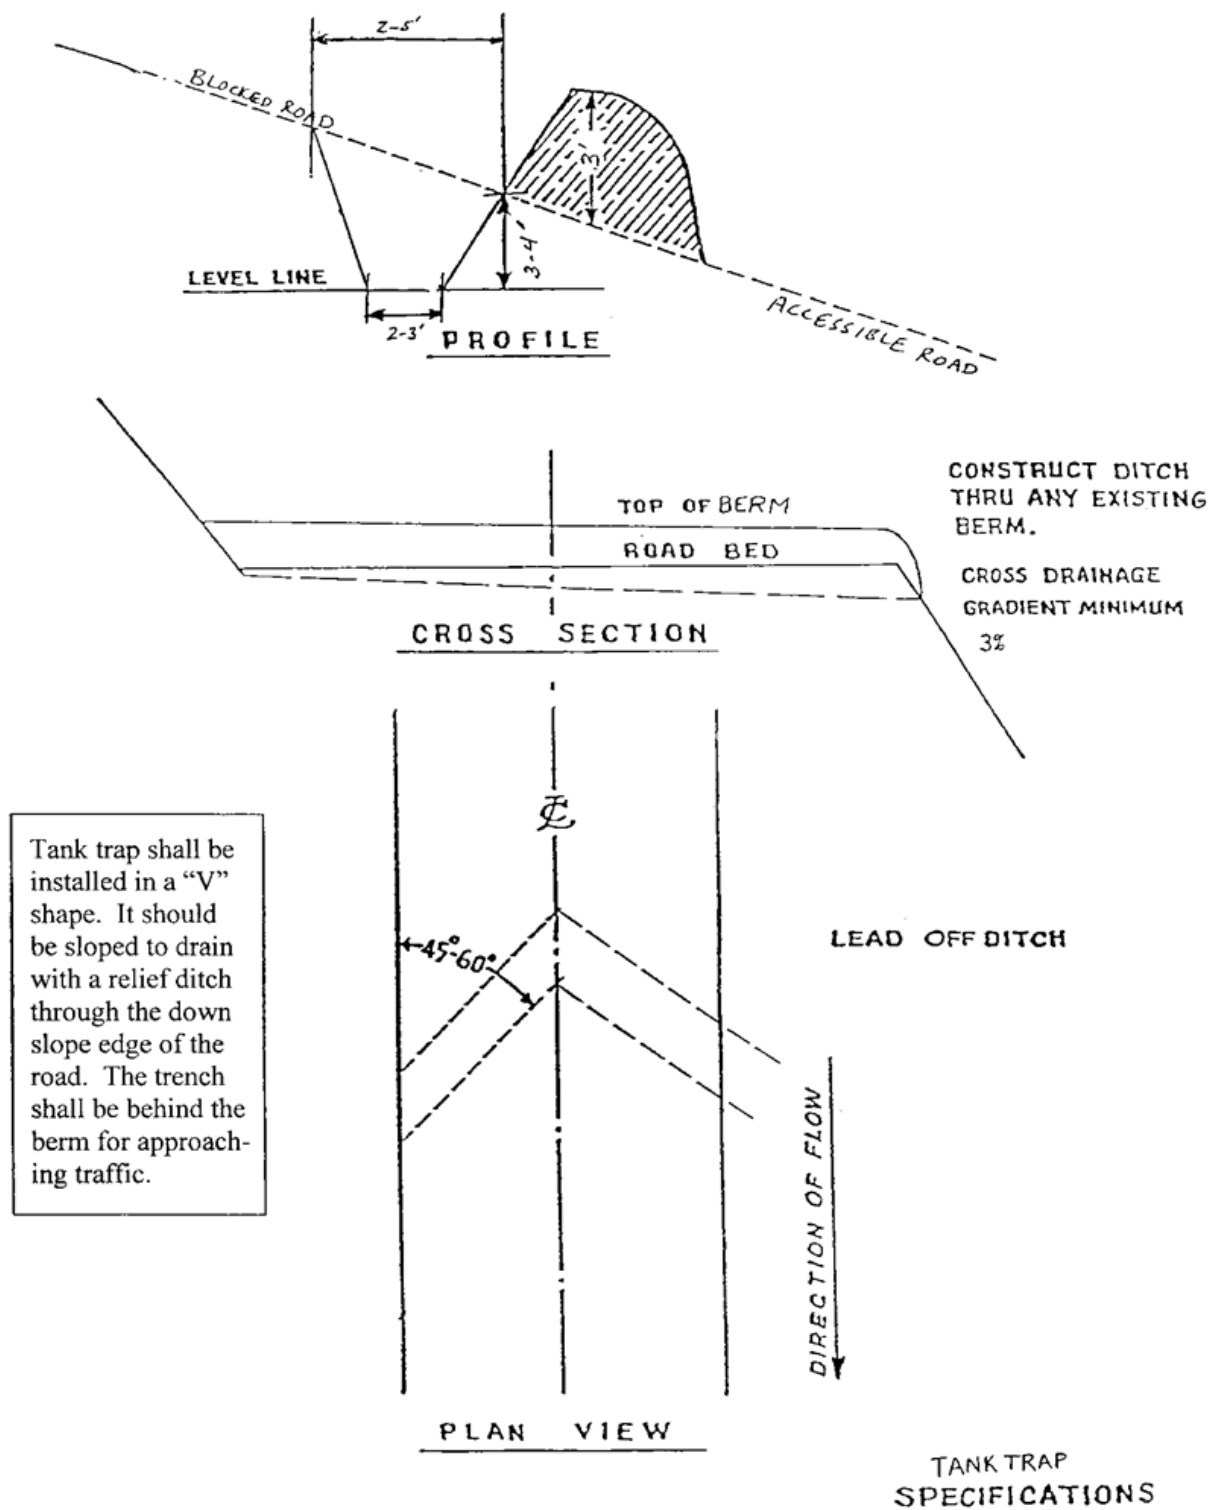 2-5'
BLOCKED ROAD
3'
3-4'
LEVEL LINE
2-3'
PROFILE
ACCESSIBLE ROAD
CONSTRUCT DITCH
THRU ANY EXISTING
BERM.
TOP OF BERM
ROAD BED
CROSS DRAINAGE
GRADIENT MINIMUM
3%
CROSS SECTION
℄
Tank trap shall be
installed in a “V”
shape. It should
be sloped to drain
with a relief ditch
through the down
slope edge of the
road. The trench
shall be behind the
berm for approach-
ing traffic.
45°-60°
LEAD OFF DITCH
DIRECTION OF FLOW
PLAN VIEW
TANK TRAP
SPECIFICATIONS